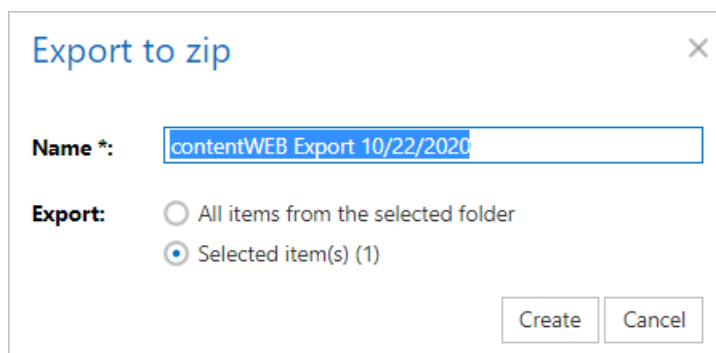 Export to zip
Name *: contentWEB Export 10/22/2020
Export: All items from the selected folder
Selected item(s) (1)
Create Cancel